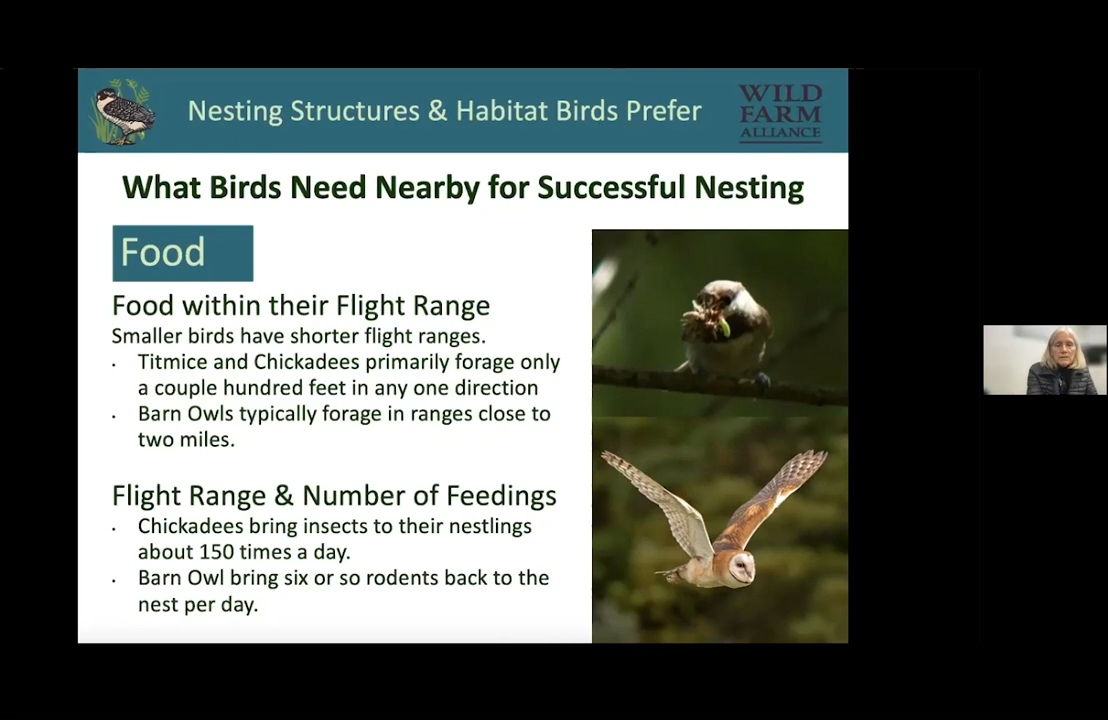 Nesting Structures & Habitat Birds Prefer
WILD
FARM
ALLIANCE
What Birds Need Nearby for Successful Nesting
Food
Food within their Flight Range
Smaller birds have shorter flight ranges.
· Titmice and Chickadees primarily forage only
a couple hundred feet in any one direction
· Barn Owls typically forage in ranges close to
two miles.
Flight Range & Number of Feedings
· Chickadees bring insects to their nestlings
about 150 times a day.
· Barn Owl bring six or so rodents back to the
nest per day.